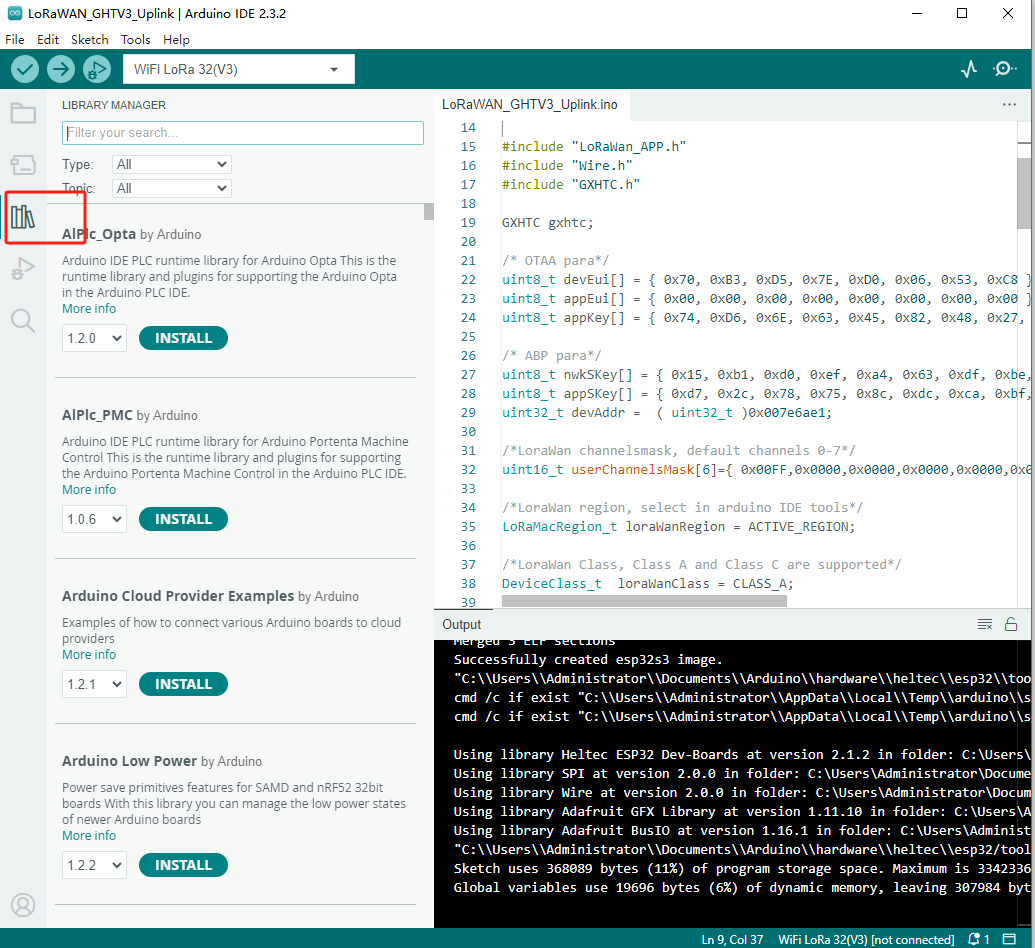 LoRaWAN_GHTV3_Uplink | Arduino IDE 2.3.2
File Edit Sketch Tools Help
WiFi LoRa 32(V3)
LIBRARY MANAGER
Filter your search...
Type: All
Topic: All
AlPlc_Opta by Arduino
Arduino IDE PLC runtime library for Arduino Opta This is the
runtime library and plugins for supporting the Arduino Opta
in the Arduino PLC IDE.
More info
1.2.0 INSTALL
AlPlc_PMC by Arduino
Arduino IDE PLC runtime library for Arduino Portenta Machine
Control This is the runtime library and plugins for supporting
the Arduino Portenta Machine Control in the Arduino PLC IDE.
More info
1.0.6 INSTALL
Arduino Cloud Provider Examples by Arduino
Examples of how to connect various Arduino boards to cloud
providers
More info
1.2.1 INSTALL
Arduino Low Power by Arduino
Power save primitives features for SAMD and nRF52 32bit
boards With this library you can manage the low power states
of newer Arduino boards
More info
1.2.2 INSTALL
LoRaWAN_GHTV3_Uplink.ino
14
15 #include "LoRaWan_APP.h"
16 #include "Wire.h"
17 #include "GXHTC.h"
18
19 GXHTC gxhtc;
20
21 /* OTAA para*/
22 uint8_t devEui[] = { 0x70, 0xB3, 0xD5, 0x7E, 0xD0, 0x06, 0x53, 0xC8 }
23 uint8_t appEui[] = { 0x00, 0x00, 0x00, 0x00, 0x00, 0x00, 0x00, 0x00 }
24 uint8_t appKey[] = { 0x74, 0xD6, 0x6E, 0x63, 0x45, 0x82, 0x48, 0x27,
25
26 /* ABP para*/
27 uint8_t nwkSKey[] = { 0x15, 0xb1, 0xd0, 0xef, 0xa4, 0x63, 0xdf, 0xbe,
28 uint8_t appSKey[] = { 0xd7, 0x2c, 0x78, 0x75, 0x8c, 0xdc, 0xca, 0xbf,
29 uint32_t devAddr = ( uint32_t )0x007e6ae1;
30
31 /*LoraWan channelsmask, default channels 0-7*/
32 uint16_t userChannelsMask[6]={ 0x00FF,0x0000,0x0000,0x0000,0x0000,0x0
33
34 /*LoraWan region, select in arduino IDE tools*/
35 LoRaMacRegion_t loraWanRegion = ACTIVE_REGION;
36
37 /*LoraWan Class, Class A and Class C are supported*/
38 DeviceClass_t loraWanClass = CLASS_A;
39
Output
Merged 3 ELF sections
Successfully created esp32s3 image.
"C:\\Users\\Administrator\\Documents\\Arduino\\hardware\\heltec\\esp32\\too
cmd /c if exist "C:\\Users\\Administrator\\AppData\\Local\\Temp\\arduino\\s
cmd /c if exist "C:\\Users\\Administrator\\AppData\\Local\\Temp\\arduino\\s
Using library Heltec ESP32 Dev-Boards at version 2.1.2 in folder: C:\Users\
Using library SPI at version 2.0.0 in folder: C:\Users\Administrator\Docume
Using library Wire at version 2.0.0 in folder: C:\Users\Administrator\Docum
Using library Adafruit GFX Library at version 1.11.10 in folder: C:\Users\A
Using library Adafruit BusIO at version 1.16.1 in folder: C:\Users\Administ
"C:\\Users\\Administrator\\Documents\\Arduino\\hardware\\heltec\\esp32/tool
Sketch uses 368089 bytes (11%) of program storage space. Maximum is 3342336
Global variables use 19696 bytes (6%) of dynamic memory, leaving 307984 byt
Ln 9, Col 37 WiFi LoRa 32(V3) [not connected] 1